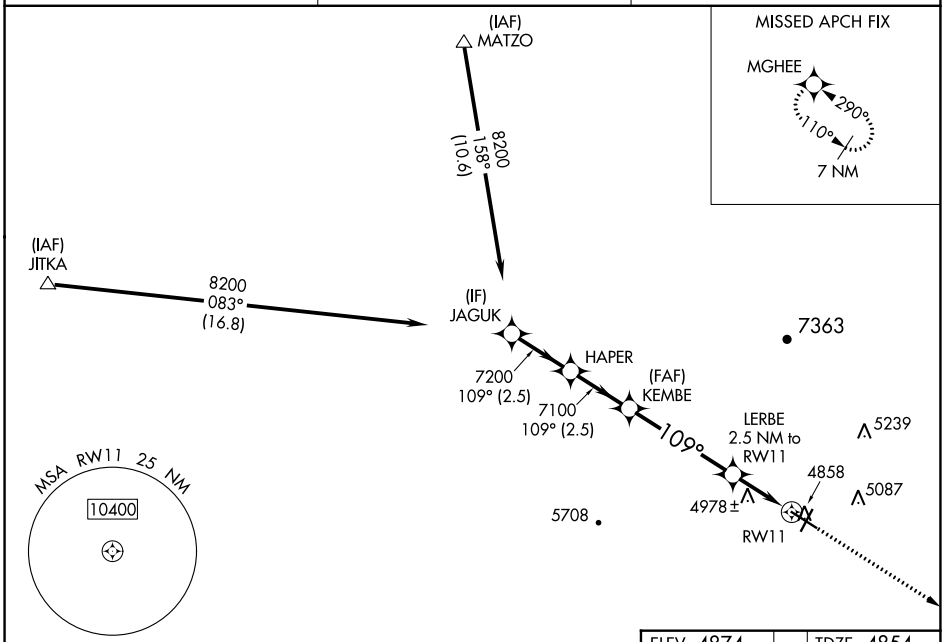 (IAF)
MATZO
MISSED APCH FIX
MGHEE
290°
110°
7 NM
8200
158°
(10.6)
(IAF)
JITKA
8200
083°
(16.8)
(IF)
JAGUK
7363
HAPER
7200
109° (2.5)
(FAF)
KEMBE
7100
109° (2.5)
109°
LERBE
2.5 NM to
RW11
5239
4858
5087
4978±
5708
RW11
MSA RW11 25 NM
10400
ELEV 4874
TDZE 4854